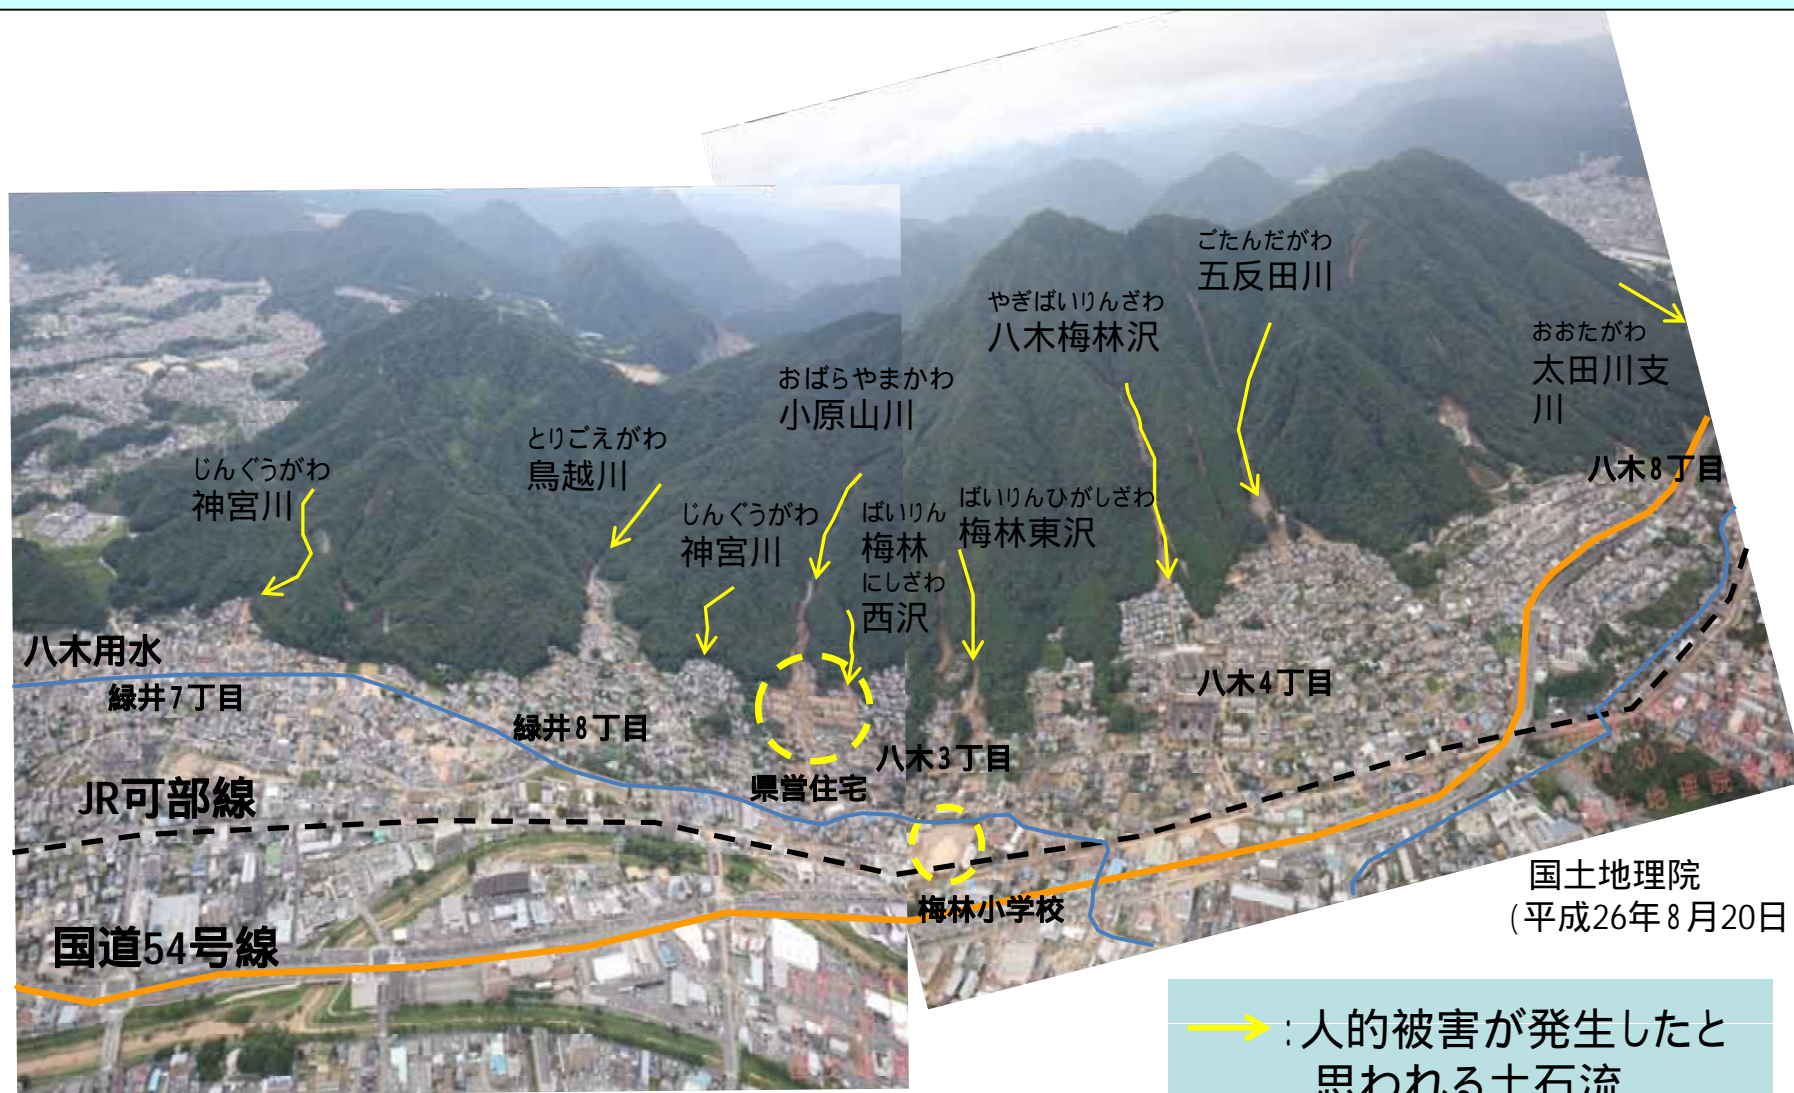 ごたんだがわ
五反田川
やぎばいりんざわ
八木梅林沢
おおたがわ
太田川支
川
おばらやまかわ
小原山川
とりごえがわ
鳥越川
じんぐうがわ
神宮川
じんぐうがわ
神宮川
ばいりん
梅林
にしざわ
西沢
ばいりんひがしざわ
梅林東沢
八木8丁目
八木用水
緑井7丁目
緑井8丁目
八木4丁目
八木3丁目
県営住宅
JR可部線
梅林小学校
国道54号線
国土地理院
(平成26年8月20日
:人的被害が発生したと
思われる土石流